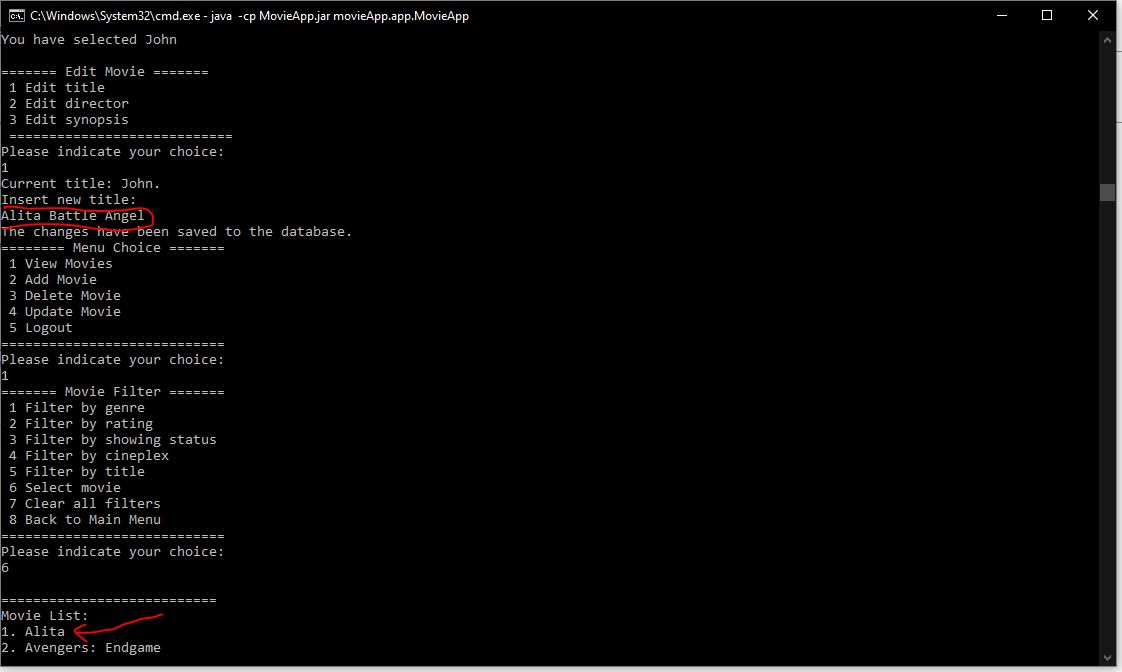 C:\Windows\System32\cmd.exe - java  -cp MovieApp.jar movieApp.app.MovieApp
You have selected John
======= Edit Movie =======
1 Edit title
2 Edit director
3 Edit synopsis
============================
Please indicate your choice:
1
Current title: John.
Insert new title:
Alita Battle Angel
The changes have been saved to the database.
======== Menu Choice =======
1 View Movies
2 Add Movie
3 Delete Movie
4 Update Movie
5 Logout
============================
Please indicate your choice:
1
======= Movie Filter =======
1 Filter by genre
2 Filter by rating
3 Filter by showing status
4 Filter by cineplex
5 Filter by title
6 Select movie
7 Clear all filters
8 Back to Main Menu
============================
Please indicate your choice:
6
===========================
Movie List:
1. Alita
2. Avengers: Endgame